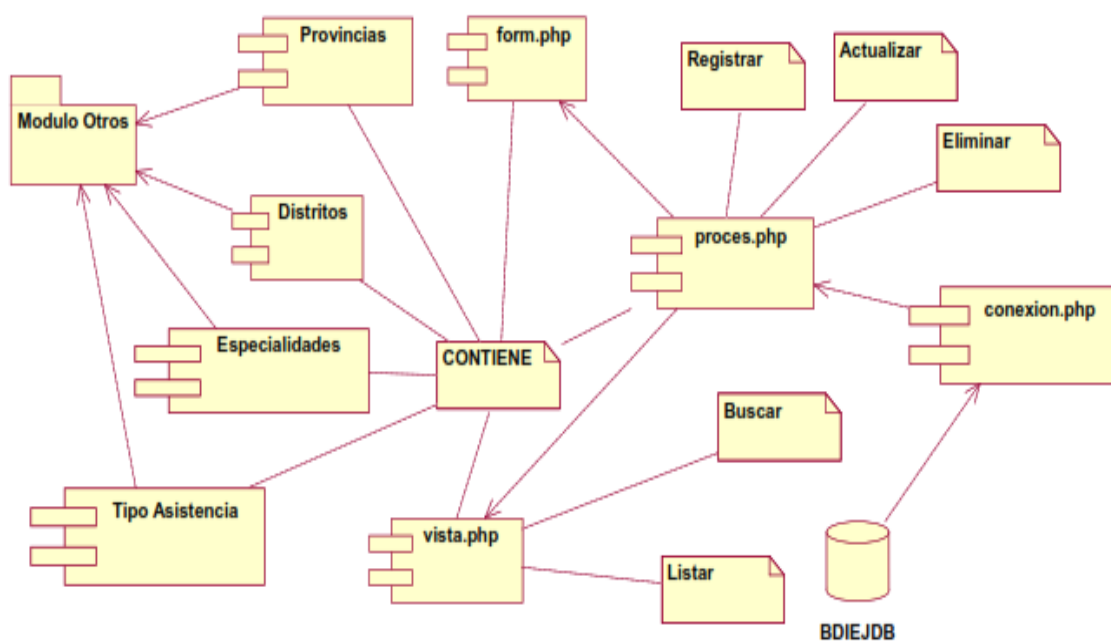 Provincias
form.php
Registrar
Actualizar
Modulo Otros
Eliminar
Distritos
proces.php
conexion.php
Especialidades
CONTIENE
Buscar
Tipo Asistencia
vista.php
Listar
BDIEJDB